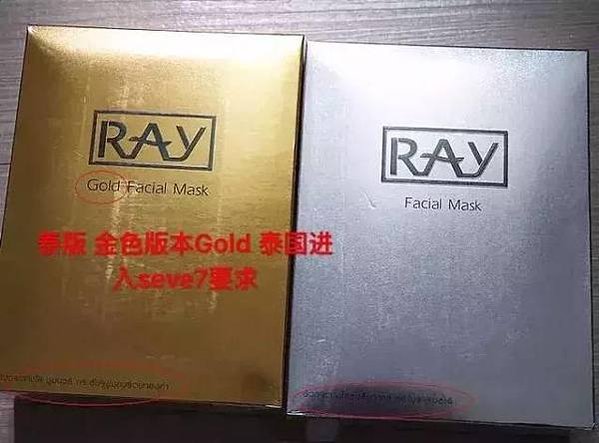 RAY
Gold Facial Mask
泰版 金色版本Gold 泰国进
入seve7要求
RAY
Facial Mask